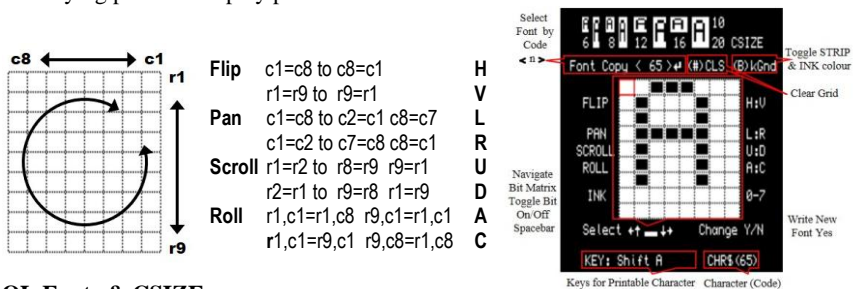 c8 c1
r1
r9
Flip c1=c8 to c8=c1 H
r1=r9 to r9=r1 V
Pan c1=c8 to c2=c1 c8=c7 L
c1=c2 to c7=c8 c8=c1 R
Scroll r1=r2 to r8=r9 r9=r1 U
r2=r1 to r9=r8 r1=r9 D
Roll r1,c1=r1,c8 r9,c1=r1,c1 A
r1,c1=r9,c1 r9,c8=r1,c8 C
Select
Font by
Code
< n >
10
6 8 12 16 20 CSIZE
Font Copy < 65 >↵ (#)CLS (B)kGnd
Toggle STRIP
& INK colour
Clear Grid
FLIP H:V
PAN L:R
SCROLL U:D
ROLL A:C
INK 0-7
Navigate
Bit Matrix
Toggle Bit
On/Off
Spacebar
Select ←↑ ▬ ↓→ Change Y/N
Write New
Font Yes
KEY: Shift A CHR$(65)
Keys for Printable Character Character (Code)